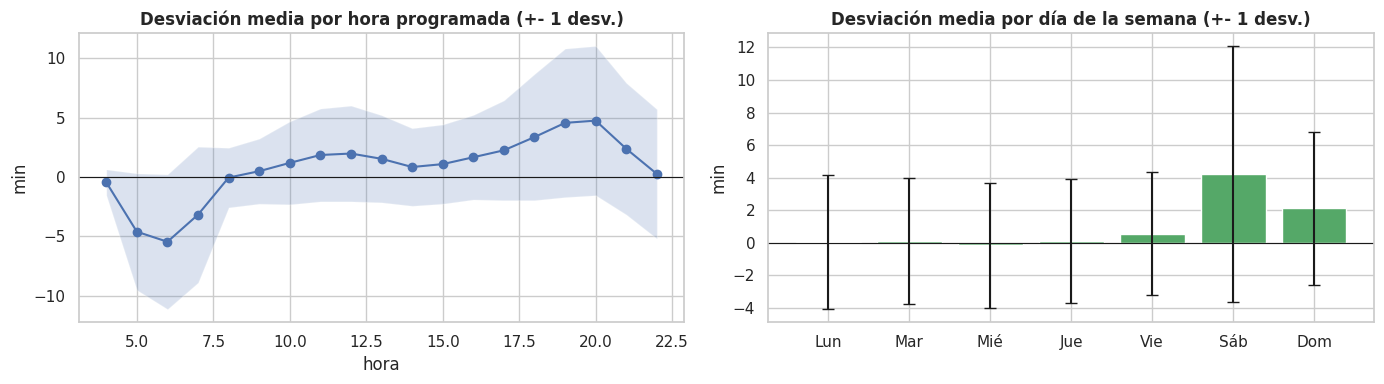 Desviación media por hora programada (+- 1 desv.)
min
10
5
0
−5
−10
5.0 7.5 10.0 12.5 15.0 17.5 20.0 22.5
hora
Desviación media por día de la semana (+- 1 desv.)
min
12
10
8
6
4
2
0
−2
−4
Lun Mar Mié Jue Vie Sáb Dom